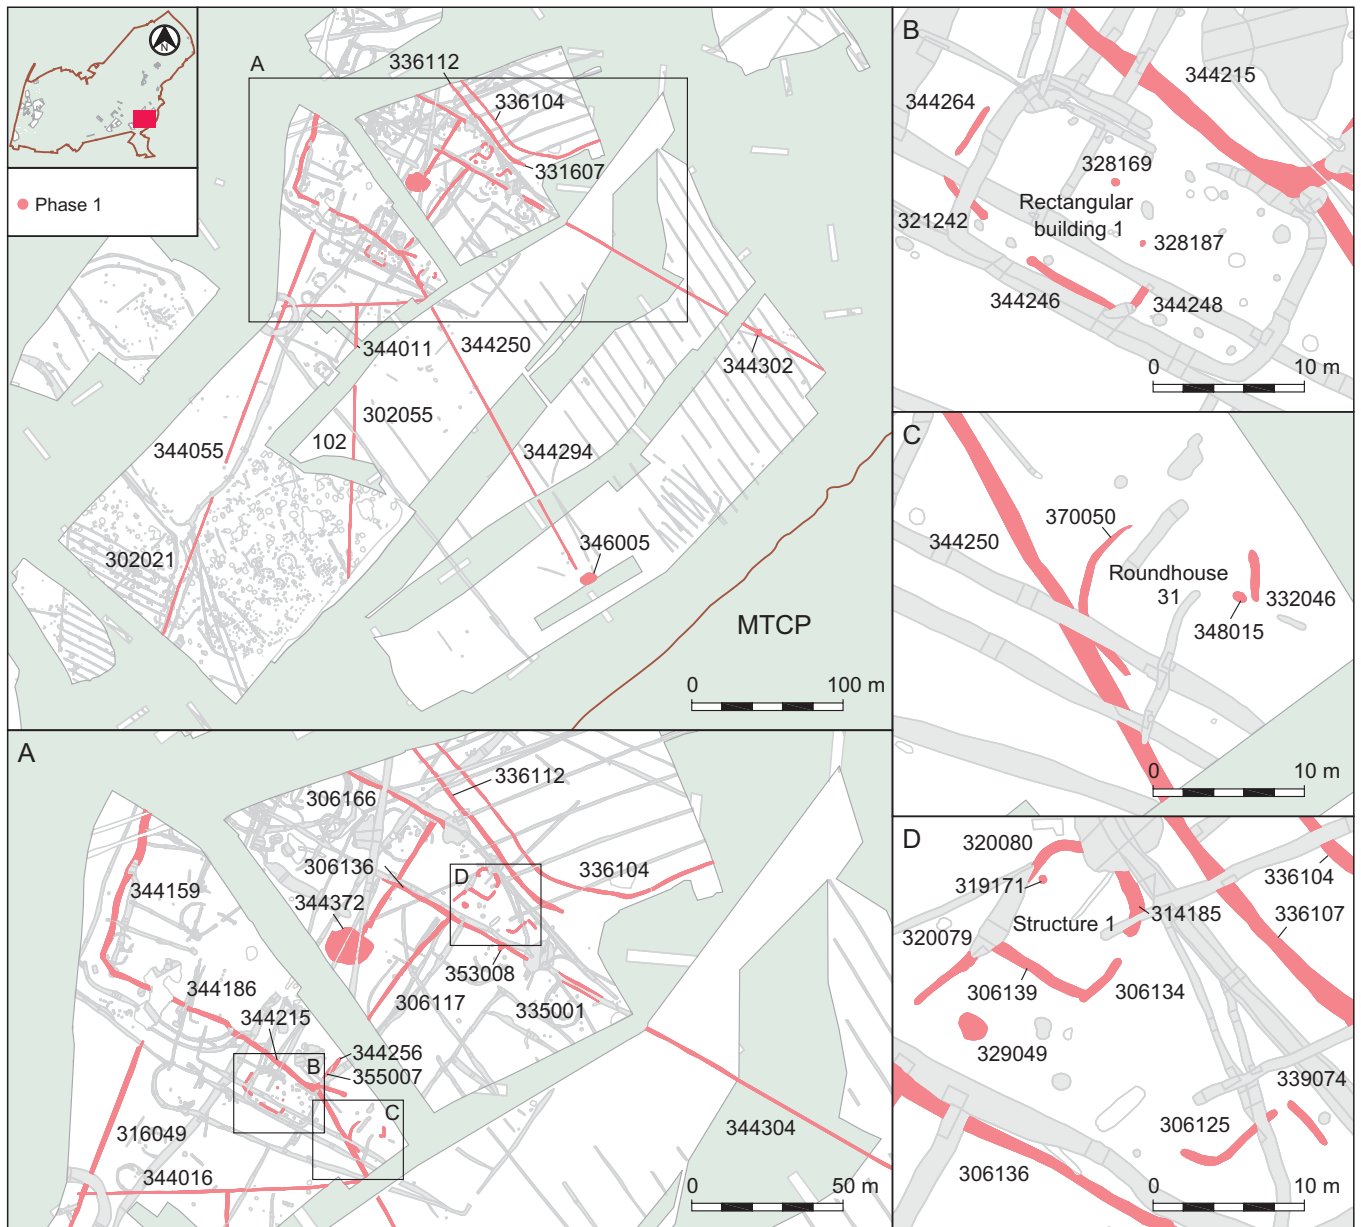 N
Phase 1
A
336112
336104
331607
344011
344250
344302
302055
102
344055
344294
302021
346005
MTCP
0 100 m
B
344215
344264
328169
Rectangular
building 1
321242
328187
344246
344248
0 10 m
C
370050
344250
Roundhouse
31
332046
348015
0 10 m
A
336112
306166
306136
336104
D
344159
344372
353008
344186
306117
335001
344215
344256
B
355007
C
316049
344304
344016
0 50 m
D
320080
336104
319171
314185
Structure 1
336107
320079
306139
306134
329049
339074
306125
306136
0 10 m